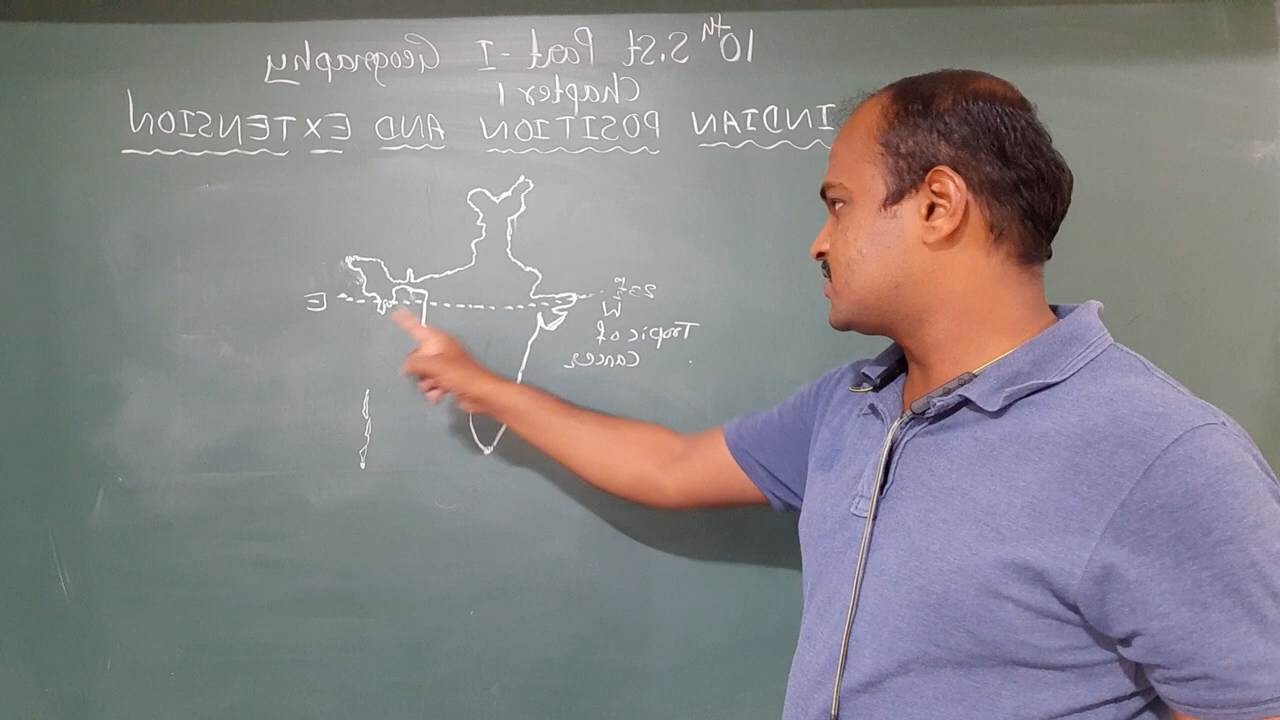 10th S.St Part-I Geography
Chapter 1
INDIAN POSITION AND EXTENSION
23½
W
E
Tropic of
Cancer